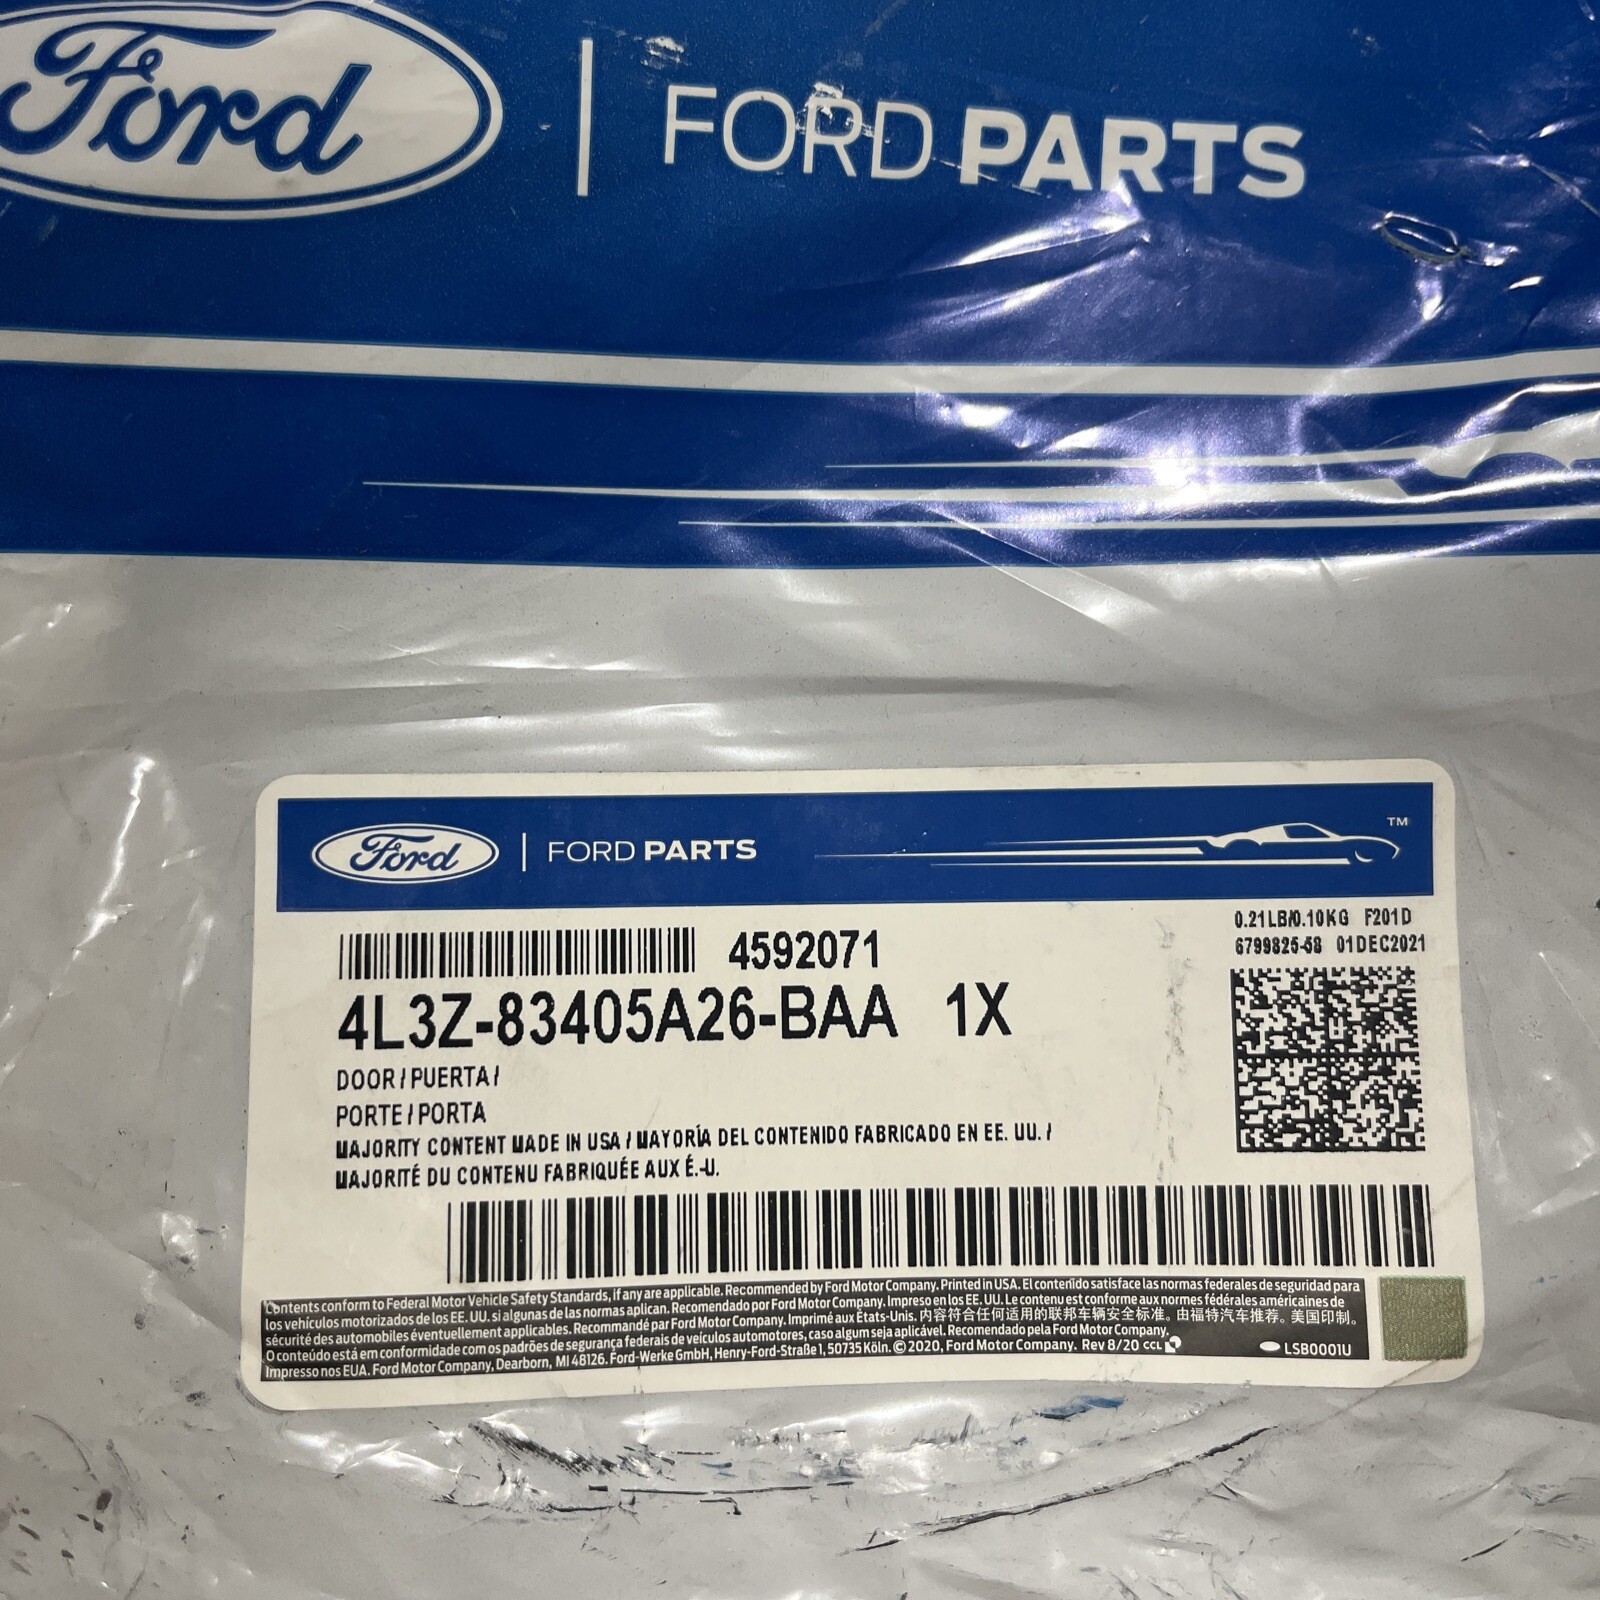 Ford FORD PARTS
Ford FORD PARTS TM
0.21LB/0.10KG F201D
6799825-58 01DEC2021
4592071
4L3Z-83405A26-BAA 1X
DOOR / PUERTA /
PORTE / PORTA
MAJORITY CONTENT MADE IN USA / MAYORÍA DEL CONTENIDO FABRICADO EN EE. UU. /
MAJORITÉ DU CONTENU FABRIQUÉE AUX É.-U.
Contents conform to Federal Motor Vehicle Safety Standards, if any are applicable. Recommended by Ford Motor Company. Printed in USA. El contenido satisface las normas federales de seguridad para
los vehículos motorizados de los EE. UU. si algunas de las normas aplican. Recomendado por Ford Motor Company. Impreso en los EE. UU. Le contenu est conforme aux normes fédérales américaines de
sécurité des automobiles éventuellement applicables. Recommandé par Ford Motor Company. Imprimé aux États-Unis. 内容符合任何适用的联邦车辆安全标准。由福特汽车推荐。美国印制。
O conteúdo está em conformidade com os padrões de segurança federais de veículos automotores, caso algum seja aplicável. Recomendado pela Ford Motor Company.
Impresso nos EUA. Ford Motor Company, Dearborn, MI 48126. Ford-Werke GmbH, Henry-Ford-Straße 1, 50735 Köln. © 2020, Ford Motor Company. Rev 8/20 CCL LSB0001U